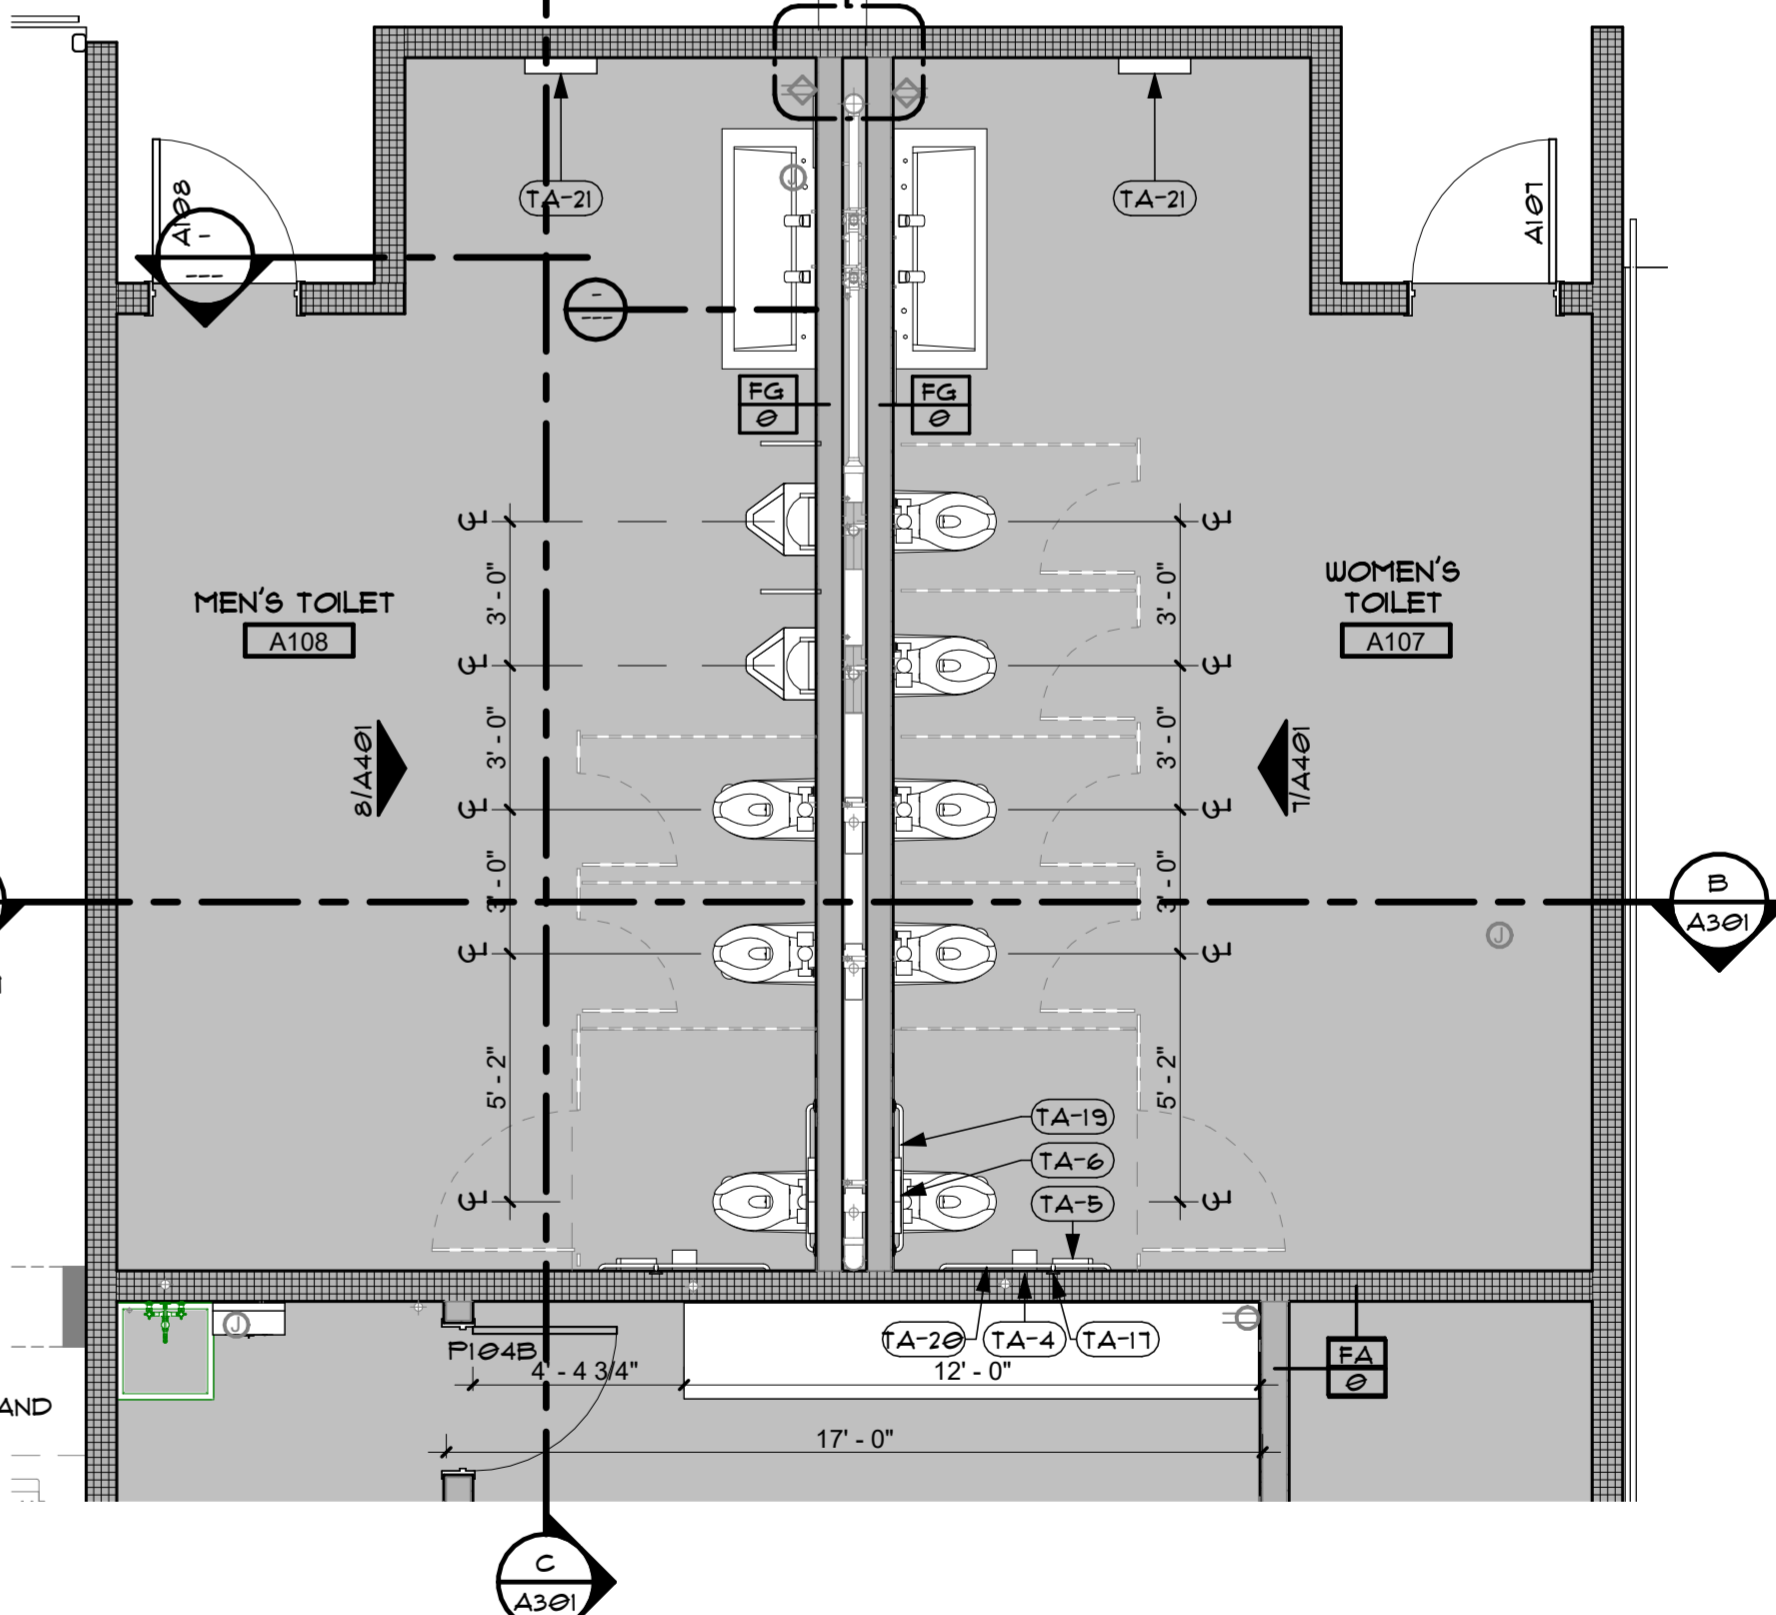 A108
-
---
TA-21
TA-21
A107
J
-
---
FG
0
FG
0
℄
℄
3' - 0"
3' - 0"
MEN'S TOILET
A108
WOMEN'S
TOILET
A107
℄
℄
3' - 0"
3' - 0"
8/A401
7/A401
℄
℄
3' - 0"
3' - 0"
B
A301
J
℄
℄
5' - 2"
5' - 2"
TA-19
TA-6
TA-5
℄
℄
J
P104B
TA-20
TA-4
TA-17
FA
0
4' - 4 3/4"
12' - 0"
AND
17' - 0"
C
A301